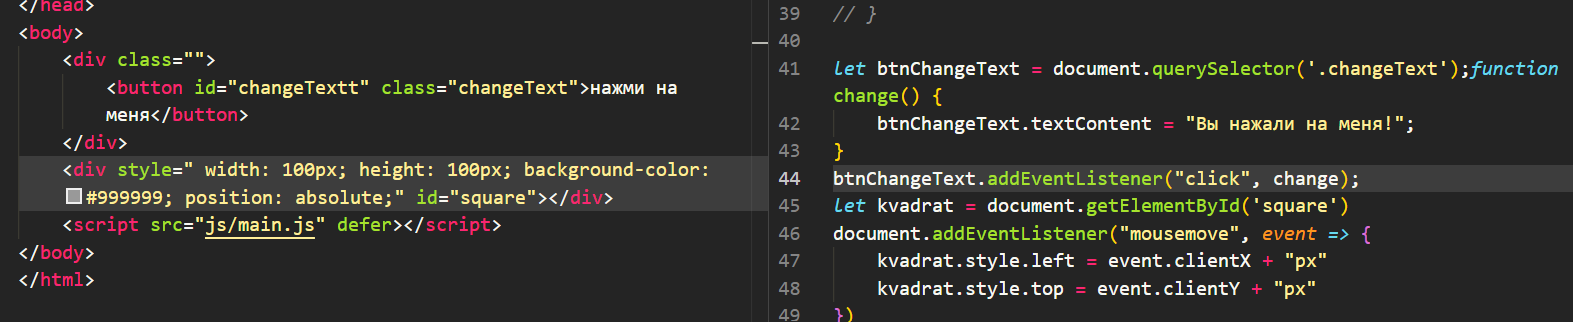 </head>
<body>
<div class="">
<button id="changeTextt" class="changeText">нажми на
меня</button>
</div>
<div style=" width: 100px; height: 100px; background-color:
#999999; position: absolute;" id="square"></div>
<script src="js/main.js" defer></script>
</body>
</html>
39 // }
40
41 let btnChangeText = document.querySelector('.changeText');function
change() {
42 btnChangeText.textContent = "Вы нажали на меня!";
43 }
44 btnChangeText.addEventListener("click", change);
45 let kvadrat = document.getElementById('square')
46 document.addEventListener("mousemove", event => {
47 kvadrat.style.left = event.clientX + "px"
48 kvadrat.style.top = event.clientY + "px"
49 })